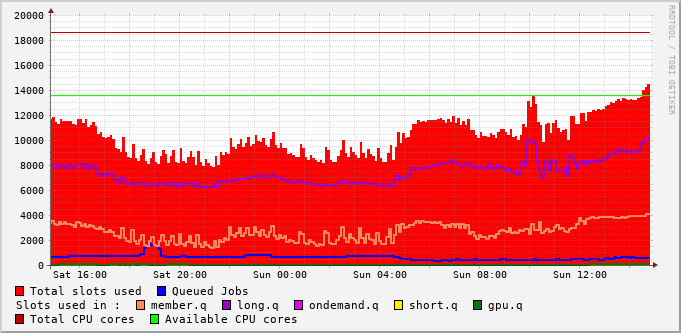 20000
18000
16000
14000
12000
10000
8000
6000
4000
2000
0
Sat 16:00 Sat 20:00 Sun 00:00 Sun 04:00 Sun 08:00 Sun 12:00
Total slots used Queued Jobs
Slots used in : member.q long.q ondemand.q short.q gpu.q
Total CPU cores Available CPU cores
RRDTOOL / TOBI OETIKER